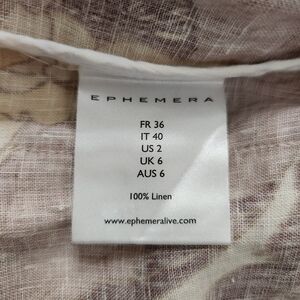 EPHEMERA
FR 36
IT 40
US 2
UK 6
AUS 6
100% Linen
www.ephemeralive.com